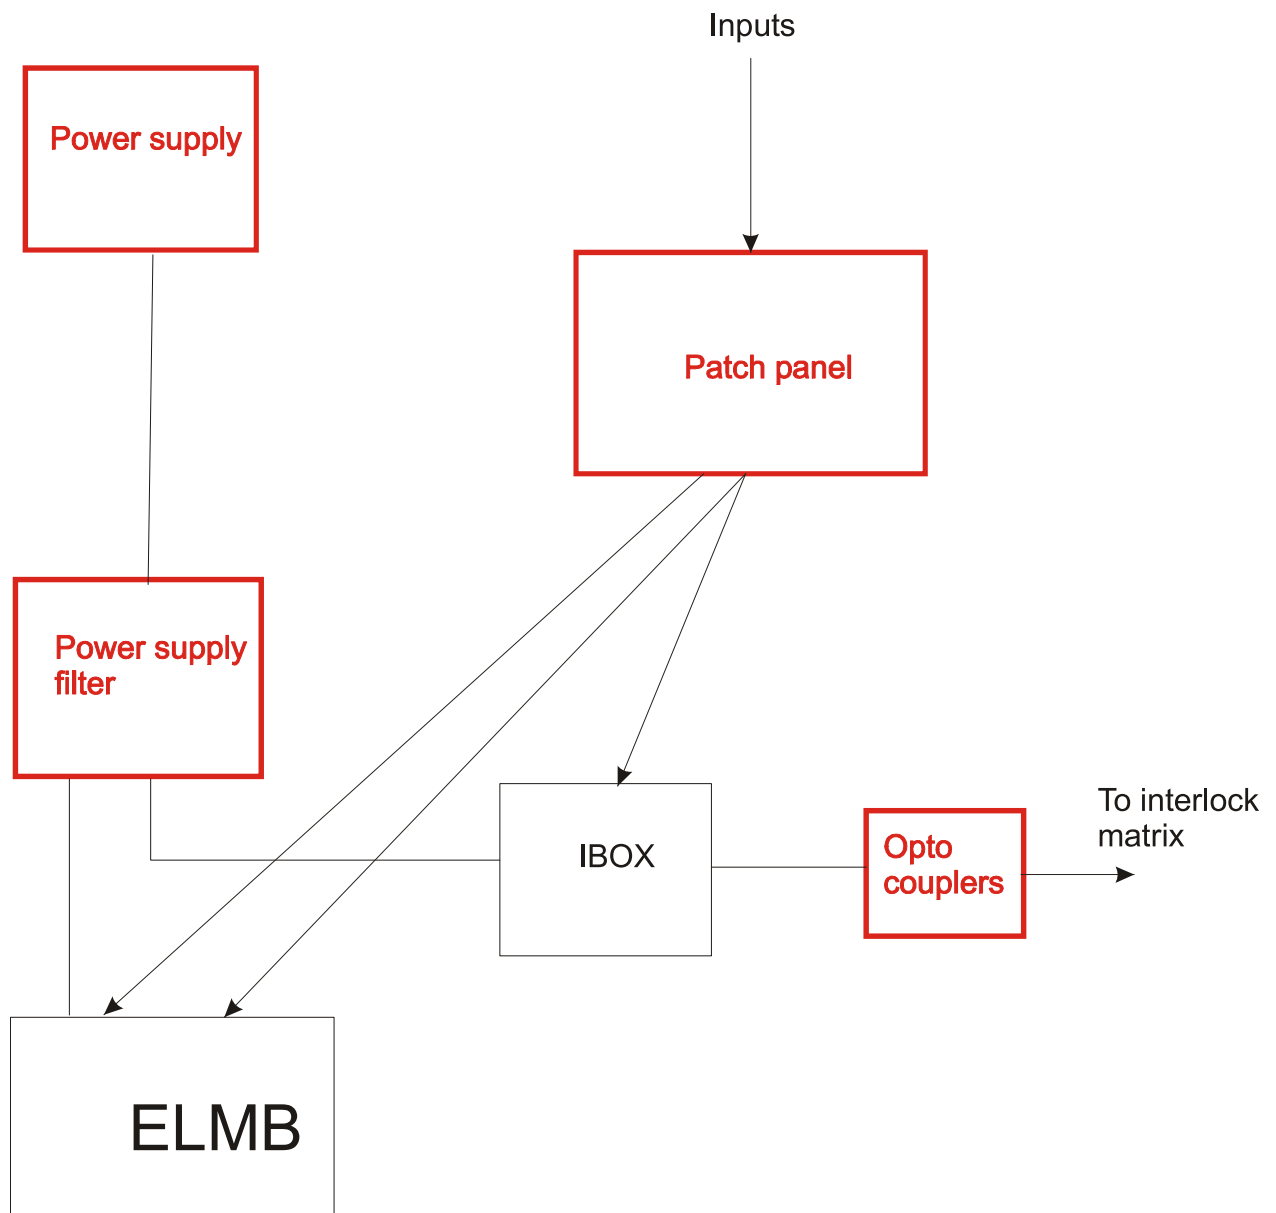 Inputs
Power supply
Patch panel
Power supply
filter
To interlock
matrix
IBOX
Opto
couplers
ELMB